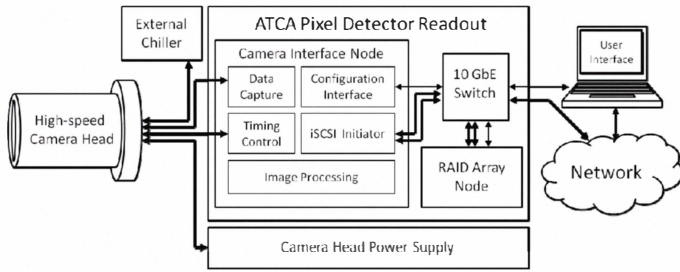 External
Chiller
ATCA Pixel Detector Readout
Camera Interface Node
Data
Capture
Configuration
Interface
10 GbE
Switch
User
Interface
High-speed
Camera Head
Timing
Control
iSCSI Initiator
Image Processing
RAID Array
Node
Network
Camera Head Power Supply